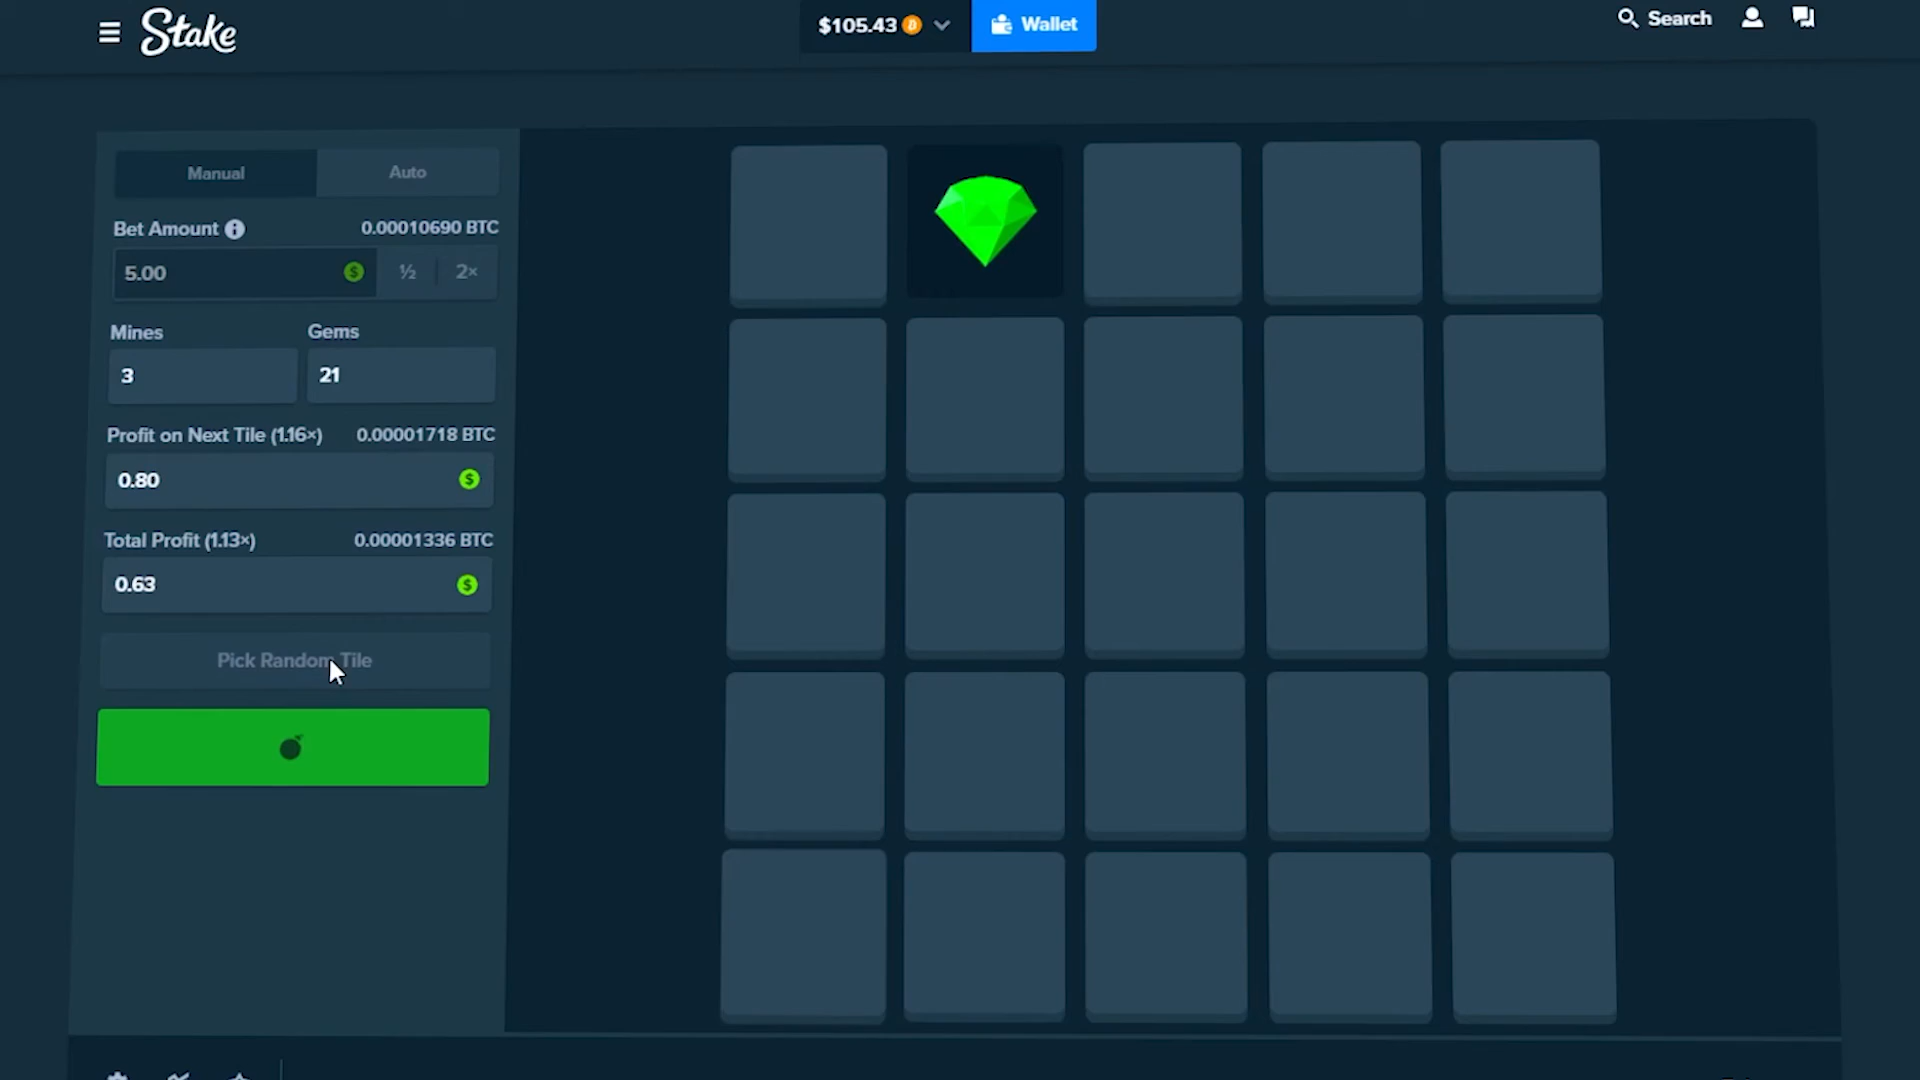 Stake
$105.43
Wallet
Search
Manual
Auto
Bet Amount
0.00010690 BTC
5.00
½
2×
Mines
Gems
3
21
Profit on Next Tile (1.16×)
0.00001718 BTC
0.80
Total Profit (1.13×)
0.00001336 BTC
0.63
Pick Random Tile